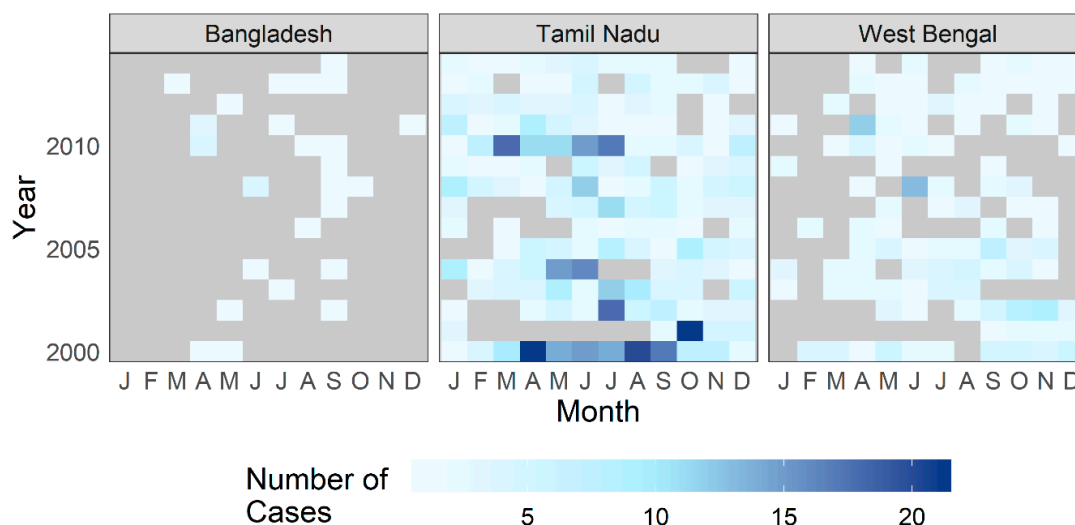 Bangladesh Tamil Nadu West Bengal
Year
2010
2005
2000
J F M A M J J A S O N D J F M A M J J A S O N D J F M A M J J A S O N D
Month
Number of
Cases
5 10 15 20